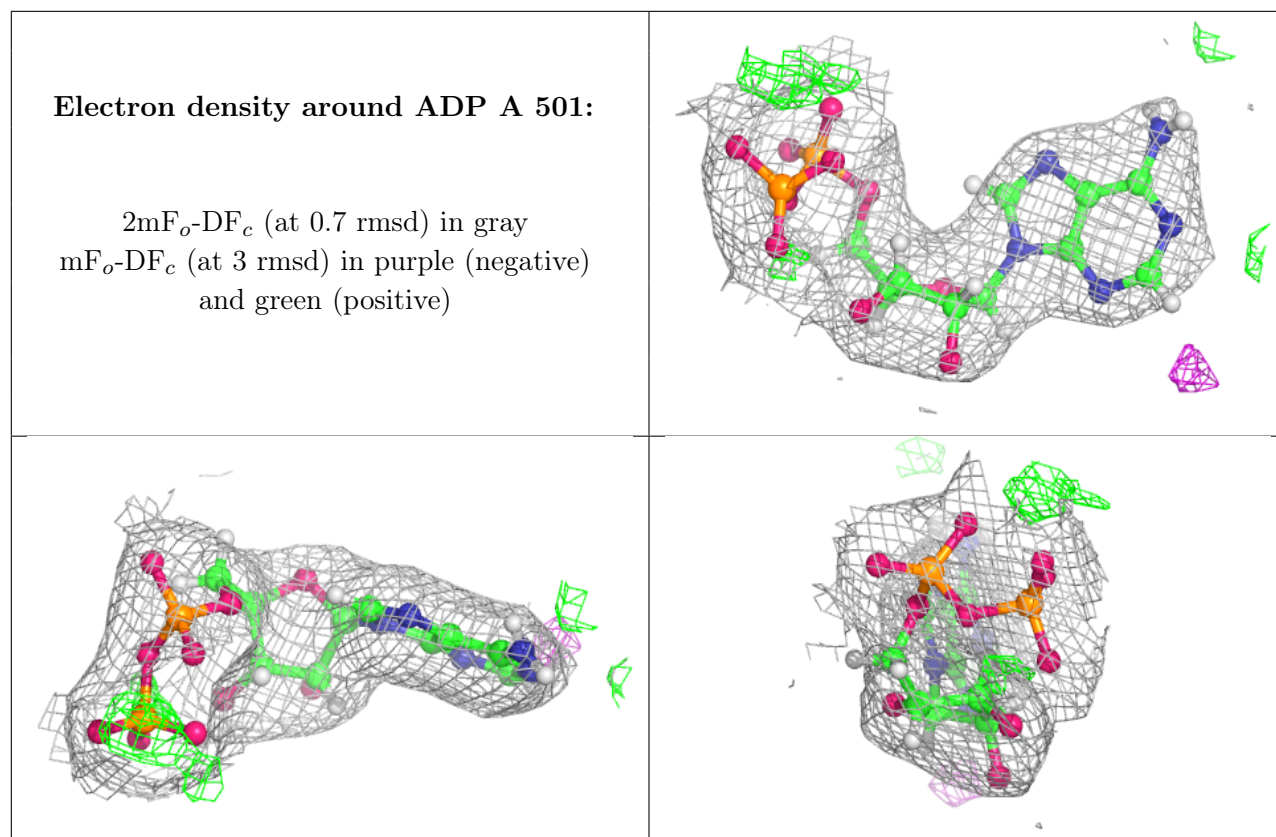 Electron density around ADP A 501:
2mFo-DFc (at 0.7 rmsd) in gray
mFo-DFc (at 3 rmsd) in purple (negative)
and green (positive)